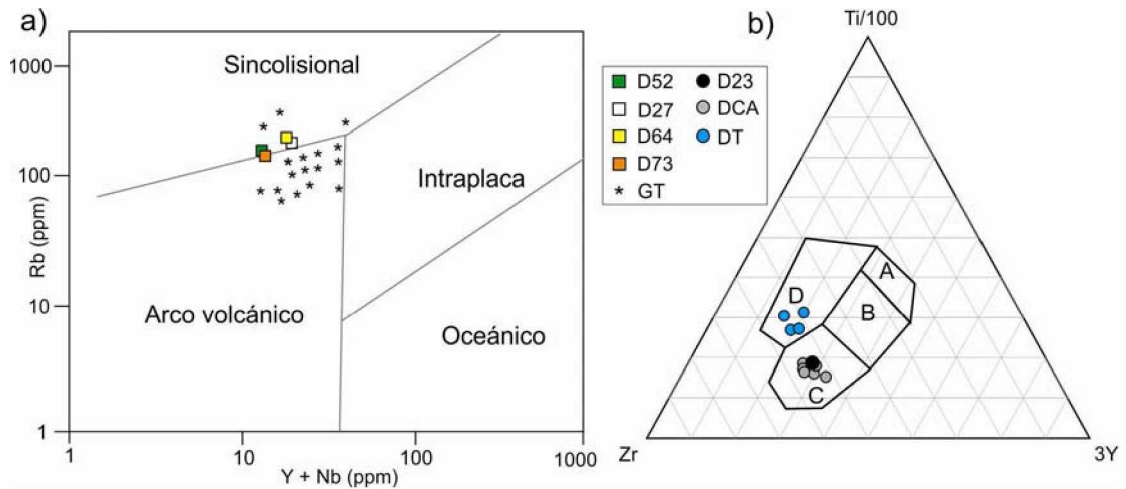 a)
Sincolisional
1000
100
10
1
Rb (ppm)
Intraplaca
Arco volcánico
Oceánico
1
10
100
1000
Y + Nb (ppm)
D52
D27
D64
D73
GT
D23
DCA
DT
b)
Ti/100
A
D
B
C
Zr
3Y